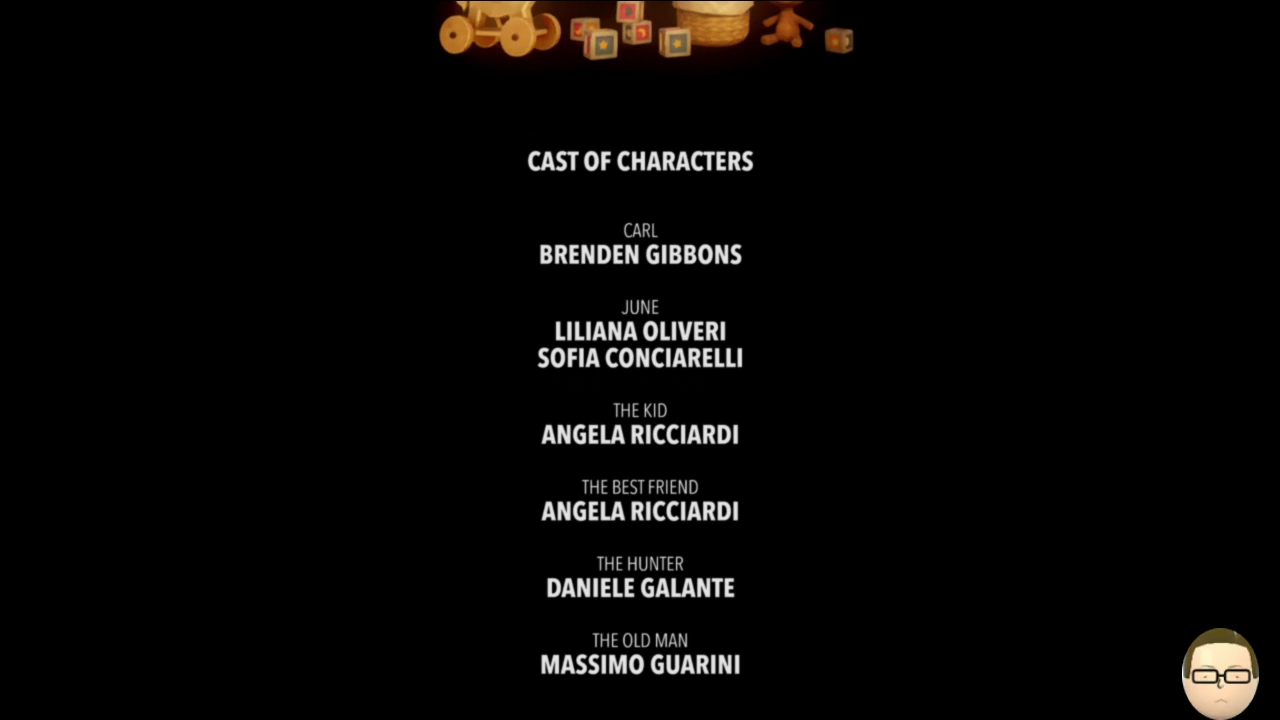 CAST OF CHARACTERS
CARL
BRENDEN GIBBONS
JUNE
LILIANA OLIVERI
SOFIA CONCIARELLI
THE KID
ANGELA RICCIARDI
THE BEST FRIEND
ANGELA RICCIARDI
THE HUNTER
DANIELE GALANTE
THE OLD MAN
MASSIMO GUARINI